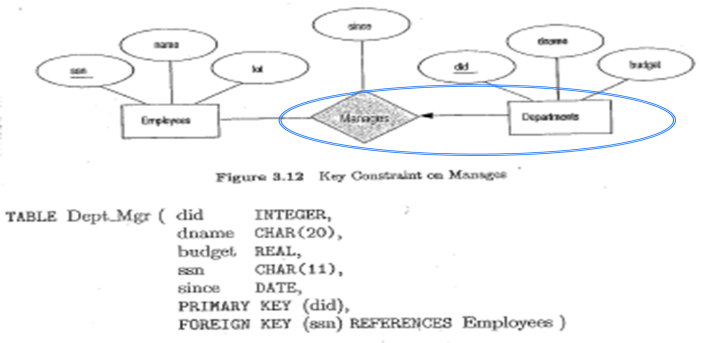 since
name
dname
ssn
lot
did
budget
Employees
Manages
Departments
Figure 3.12 Key Constraint on Manages
TABLE Dept_Mgr ( did INTEGER,
dname CHAR(20),
budget REAL,
ssn CHAR(11),
since DATE,
PRIMARY KEY (did),
FOREIGN KEY (ssn) REFERENCES Employees )